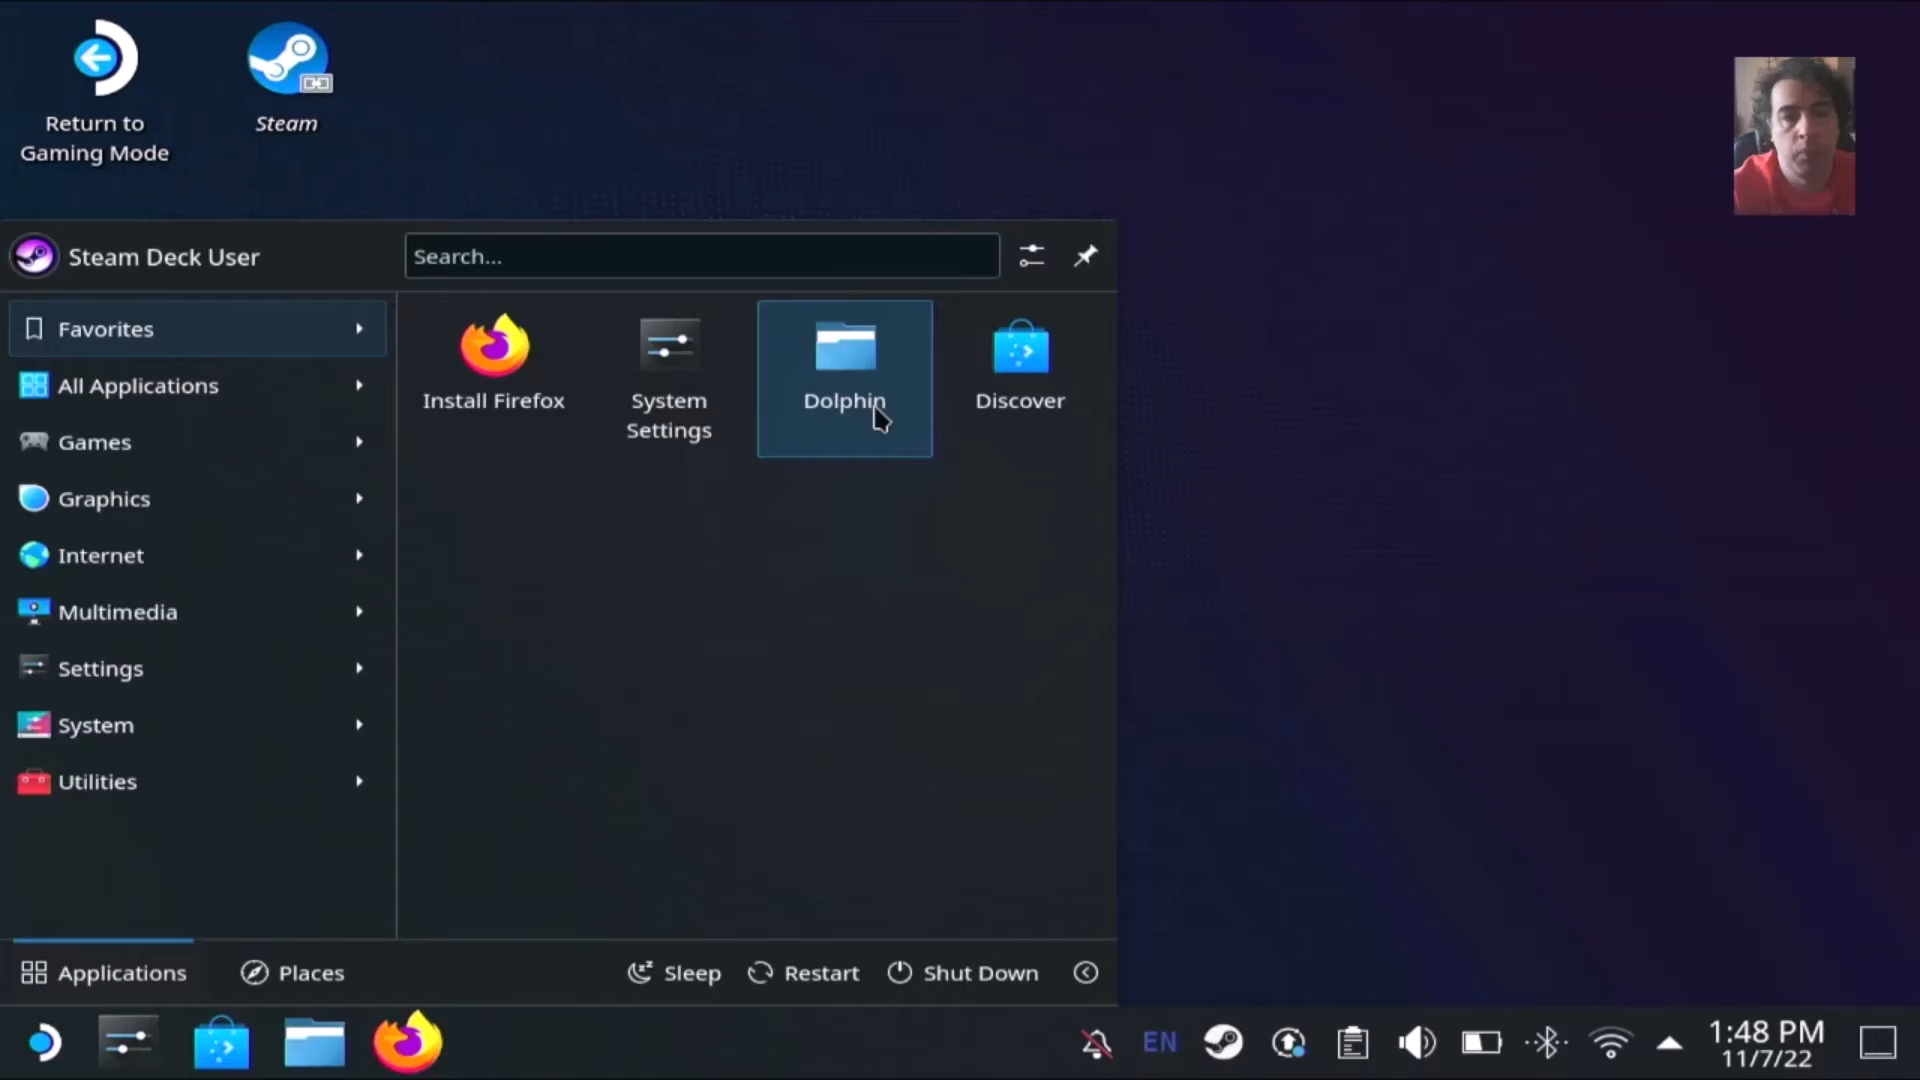 Return to
Gaming Mode
Steam
Steam Deck User
Search...
Favorites
All Applications
Games
Graphics
Internet
Multimedia
Settings
System
Utilities
Install Firefox
System
Settings
Dolphin
Discover
Applications
Places
Sleep
Restart
Shut Down
EN
1:48 PM
11/7/22